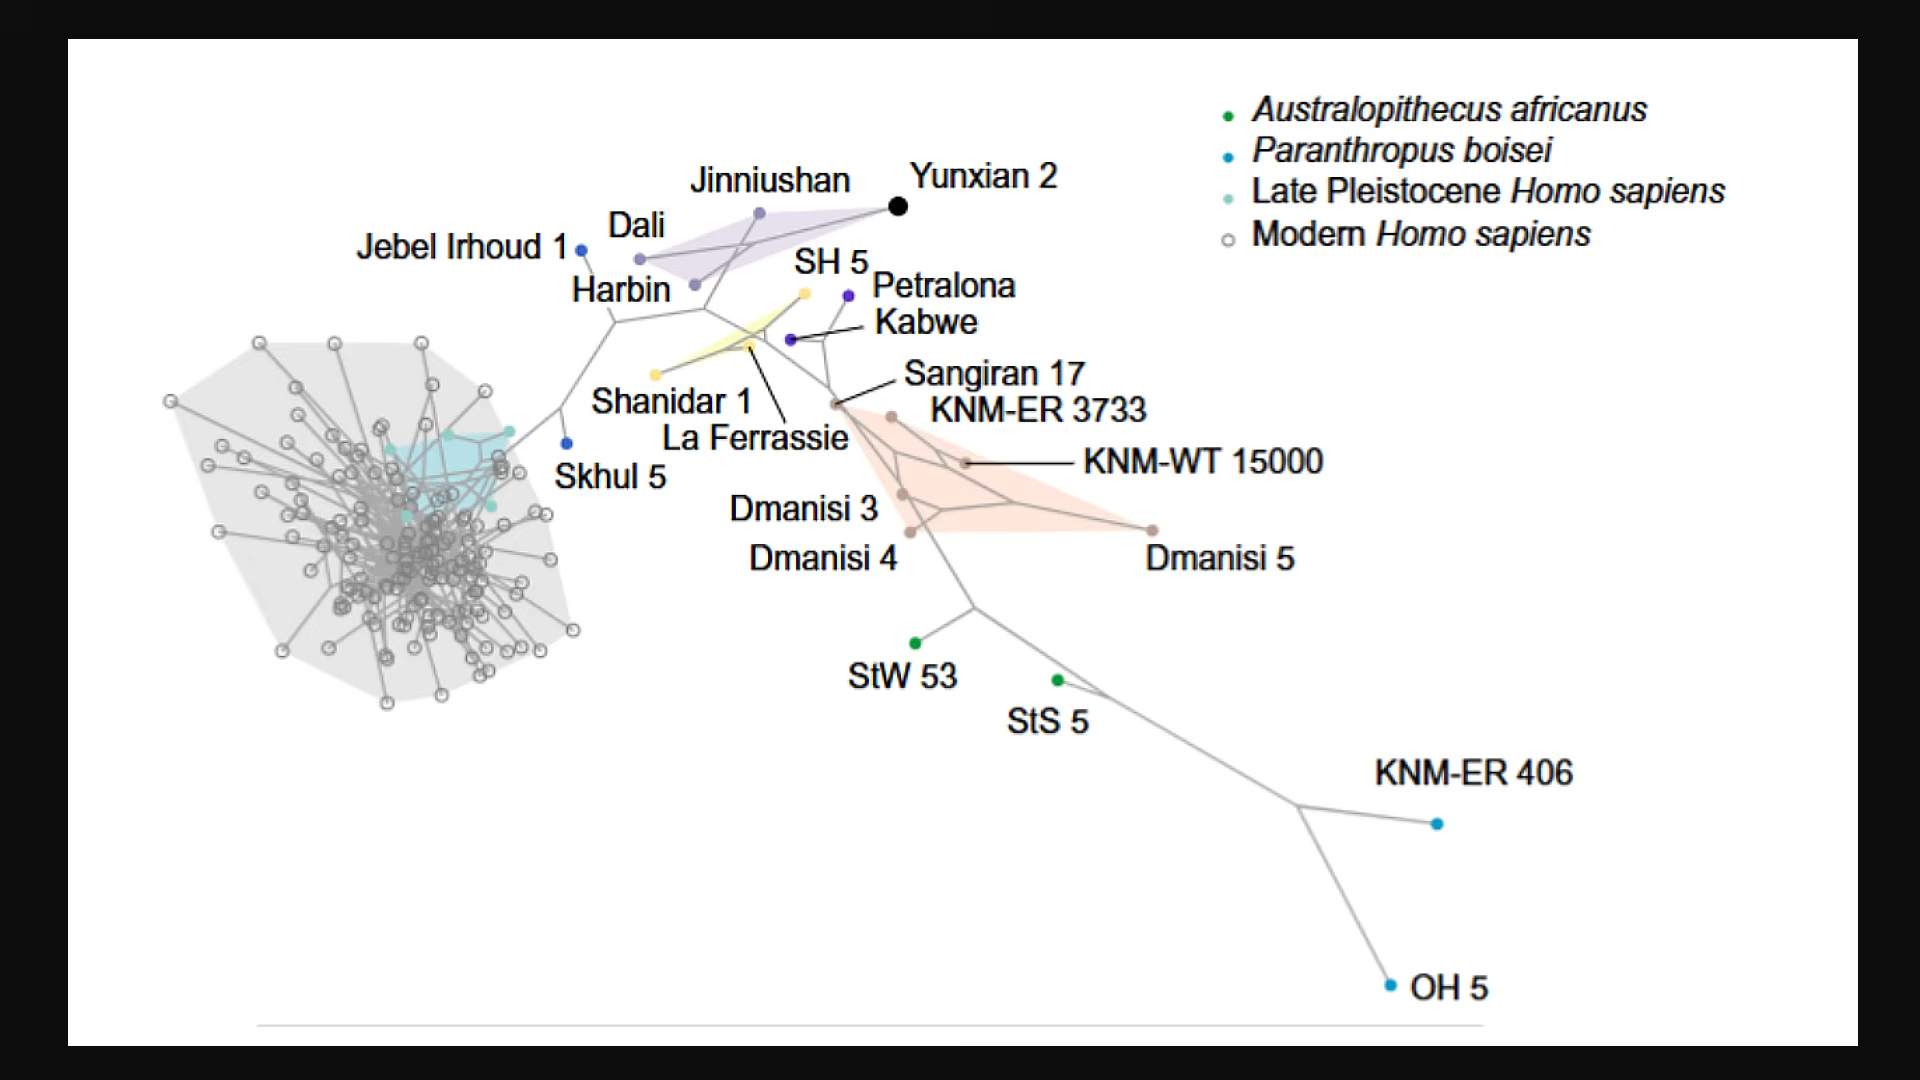 Australopithecus africanus
Paranthropus boisei
Late Pleistocene Homo sapiens
Modern Homo sapiens
Jinniushan
Yunxian 2
Dali
Jebel Irhoud 1
SH 5
Harbin
Petralona
Kabwe
Sangiran 17
Shanidar 1
KNM-ER 3733
La Ferrassie
KNM-WT 15000
Skhul 5
Dmanisi 3
Dmanisi 4
Dmanisi 5
StW 53
StS 5
KNM-ER 406
OH 5